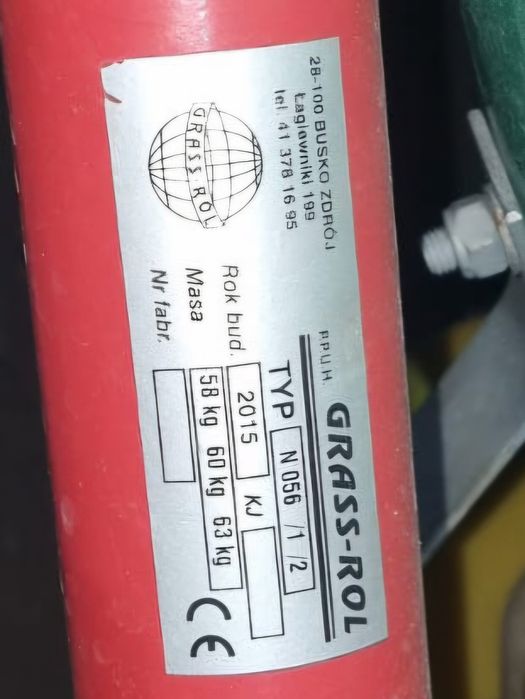 GRASS ROL
28-100 BUSKO ZDRÓJ
Łagiewniki 199
tel. 41 378 16 95
P.P.U.H. GRASS-ROL
TYP N 056 /1 /2
Rok bud. 2015 KJ
Masa 58 kg 60 kg 63 kg
Nr fabr.
CE